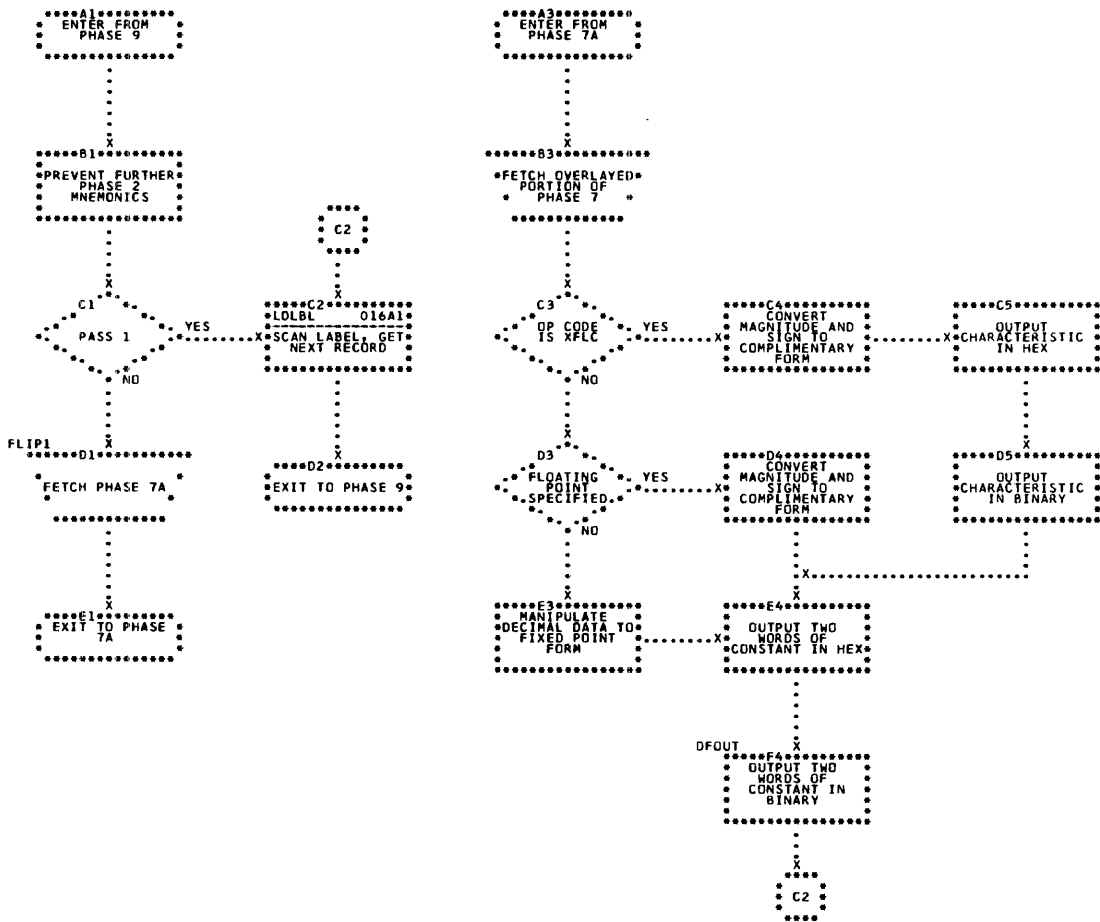 A1
ENTER FROM
PHASE 9
B1
PREVENT FURTHER
PHASE 2
MNEMONICS
C1
PASS 1
YES
NO
C2
C2
LDLBL 016A1
SCAN LABEL, GET
NEXT RECORD
FLIP1
D1
FETCH PHASE 7A
D2
EXIT TO PHASE 9
E1
EXIT TO PHASE
7A
A3
ENTER FROM
PHASE 7A
B3
FETCH OVERLAYED
PORTION OF
PHASE 7
C3
OP CODE
IS XFLC
YES
NO
C4
CONVERT
MAGNITUDE AND
SIGN TO
COMPLIMENTARY
FORM
C5
OUTPUT
CHARACTERISTIC
IN HEX
D3
FLOATING
POINT
SPECIFIED
YES
NO
D4
CONVERT
MAGNITUDE AND
SIGN TO
COMPLIMENTARY
FORM
D5
OUTPUT
CHARACTERISTIC
IN BINARY
E3
MANIPULATE
DECIMAL DATA TO
FIXED POINT
FORM
E4
OUTPUT TWO
WORDS OF
CONSTANT IN HEX
DFOUT
F4
OUTPUT TWO
WORDS OF
CONSTANT IN
BINARY
C2